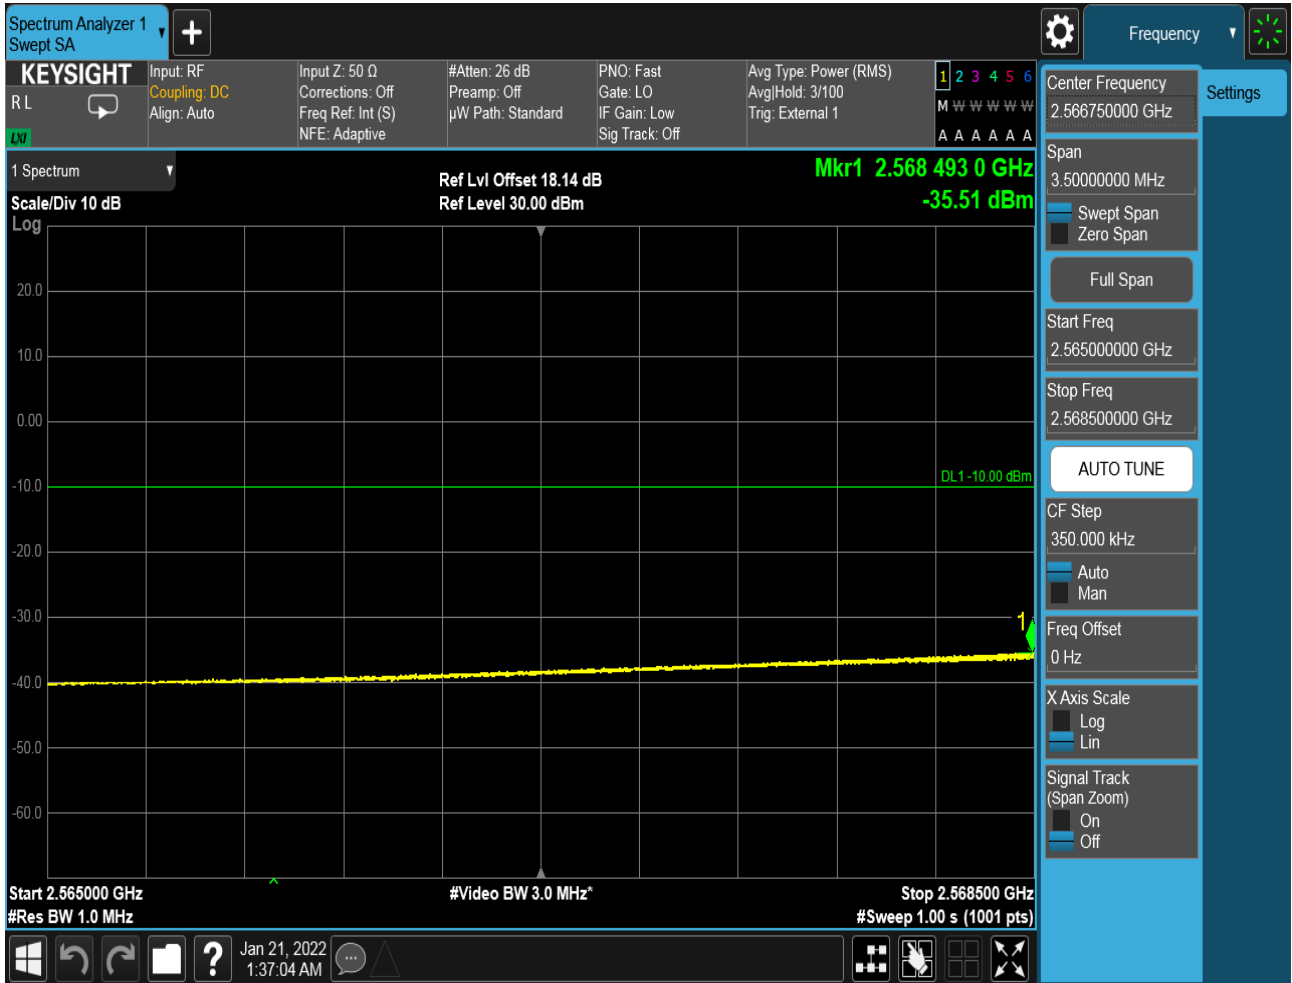 Spectrum Analyzer 1
Swept SA
Frequency
KEYSIGHT
R L
LXI
Input: RF
Coupling: DC
Align: Auto
Input Z: 50 Ω
Corrections: Off
Freq Ref: Int (S)
NFE: Adaptive
#Atten: 26 dB
Preamp: Off
µW Path: Standard
PNO: Fast
Gate: LO
IF Gain: Low
Sig Track: Off
Avg Type: Power (RMS)
Avg|Hold: 3/100
Trig: External 1
1 2 3 4 5 6
M W W W W W
A A A A A A
1 Spectrum
Scale/Div 10 dB
Log
Ref Lvl Offset 18.14 dB
Ref Level 30.00 dBm
Mkr1 2.568 493 0 GHz
-35.51 dBm
20.0
10.0
0.00
-10.0
-20.0
-30.0
-40.0
-50.0
-60.0
DL1 -10.00 dBm
1
Start 2.565000 GHz
#Res BW 1.0 MHz
#Video BW 3.0 MHz*
Stop 2.568500 GHz
#Sweep 1.00 s (1001 pts)
Jan 21, 2022
1:37:04 AM
?
Center Frequency
2.566750000 GHz
Settings
Span
3.50000000 MHz
Swept Span
Zero Span
Full Span
Start Freq
2.565000000 GHz
Stop Freq
2.568500000 GHz
AUTO TUNE
CF Step
350.000 kHz
Auto
Man
Freq Offset
0 Hz
X Axis Scale
Log
Lin
Signal Track
(Span Zoom)
On
Off